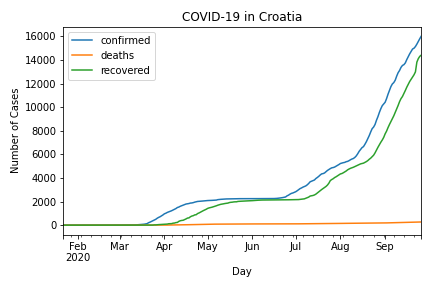 COVID-19 in Croatia
confirmed
deaths
recovered
Number of Cases
16000
14000
12000
10000
8000
6000
4000
2000
0
Feb Mar Apr May Jun Jul Aug Sep
2020
Day